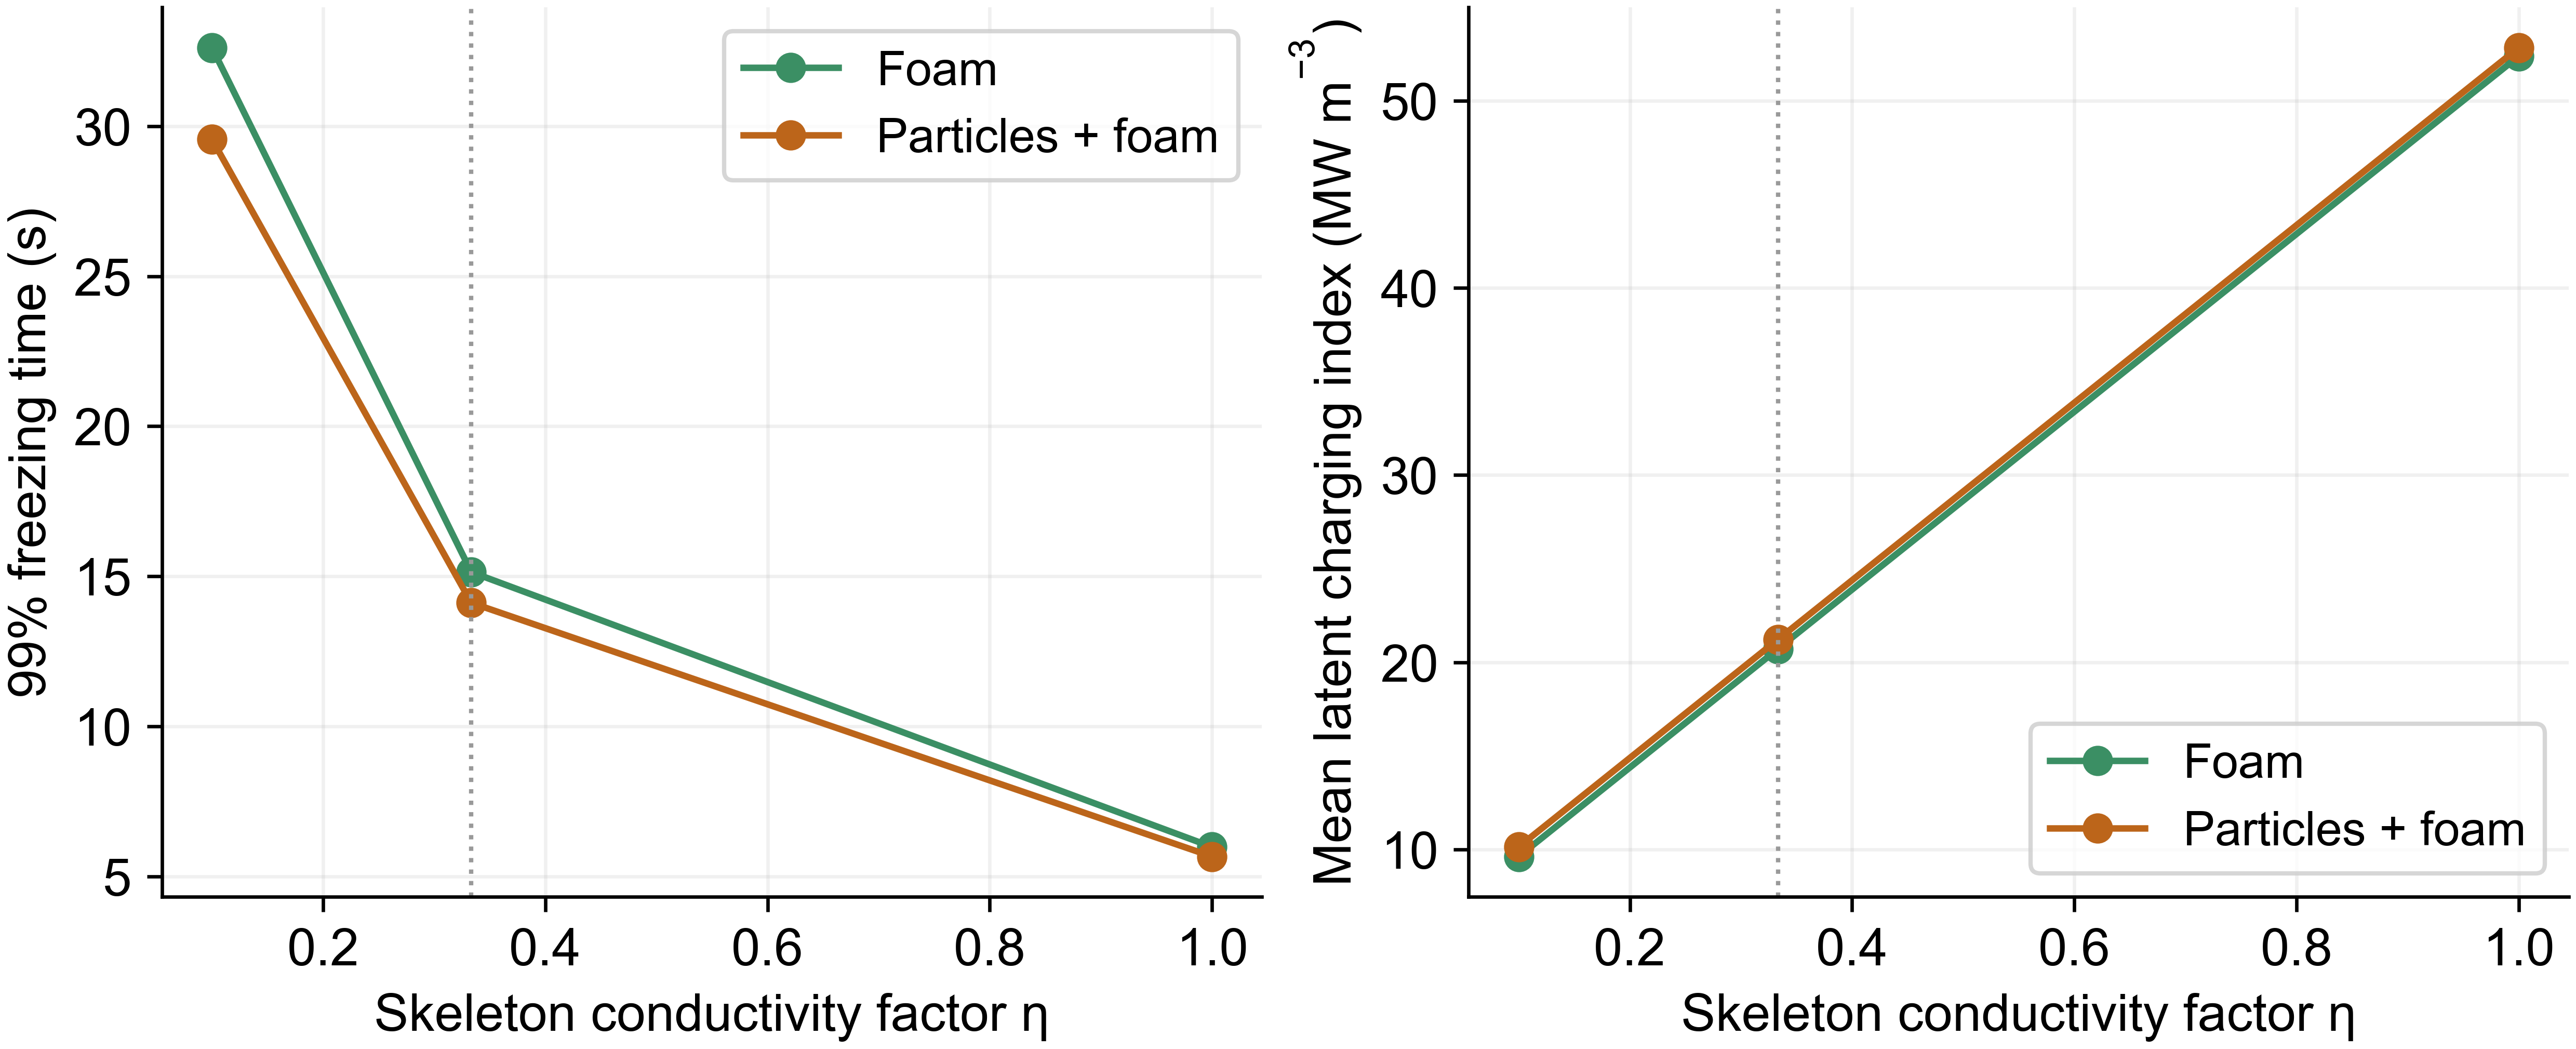 99% freezing time (s)
30
25
20
15
10
5
Foam
Particles + foam
0.2 0.4 0.6 0.8 1.0
Skeleton conductivity factor η
Mean latent charging index (MW m⁻³)
50
40
30
20
10
Foam
Particles + foam
0.2 0.4 0.6 0.8 1.0
Skeleton conductivity factor η